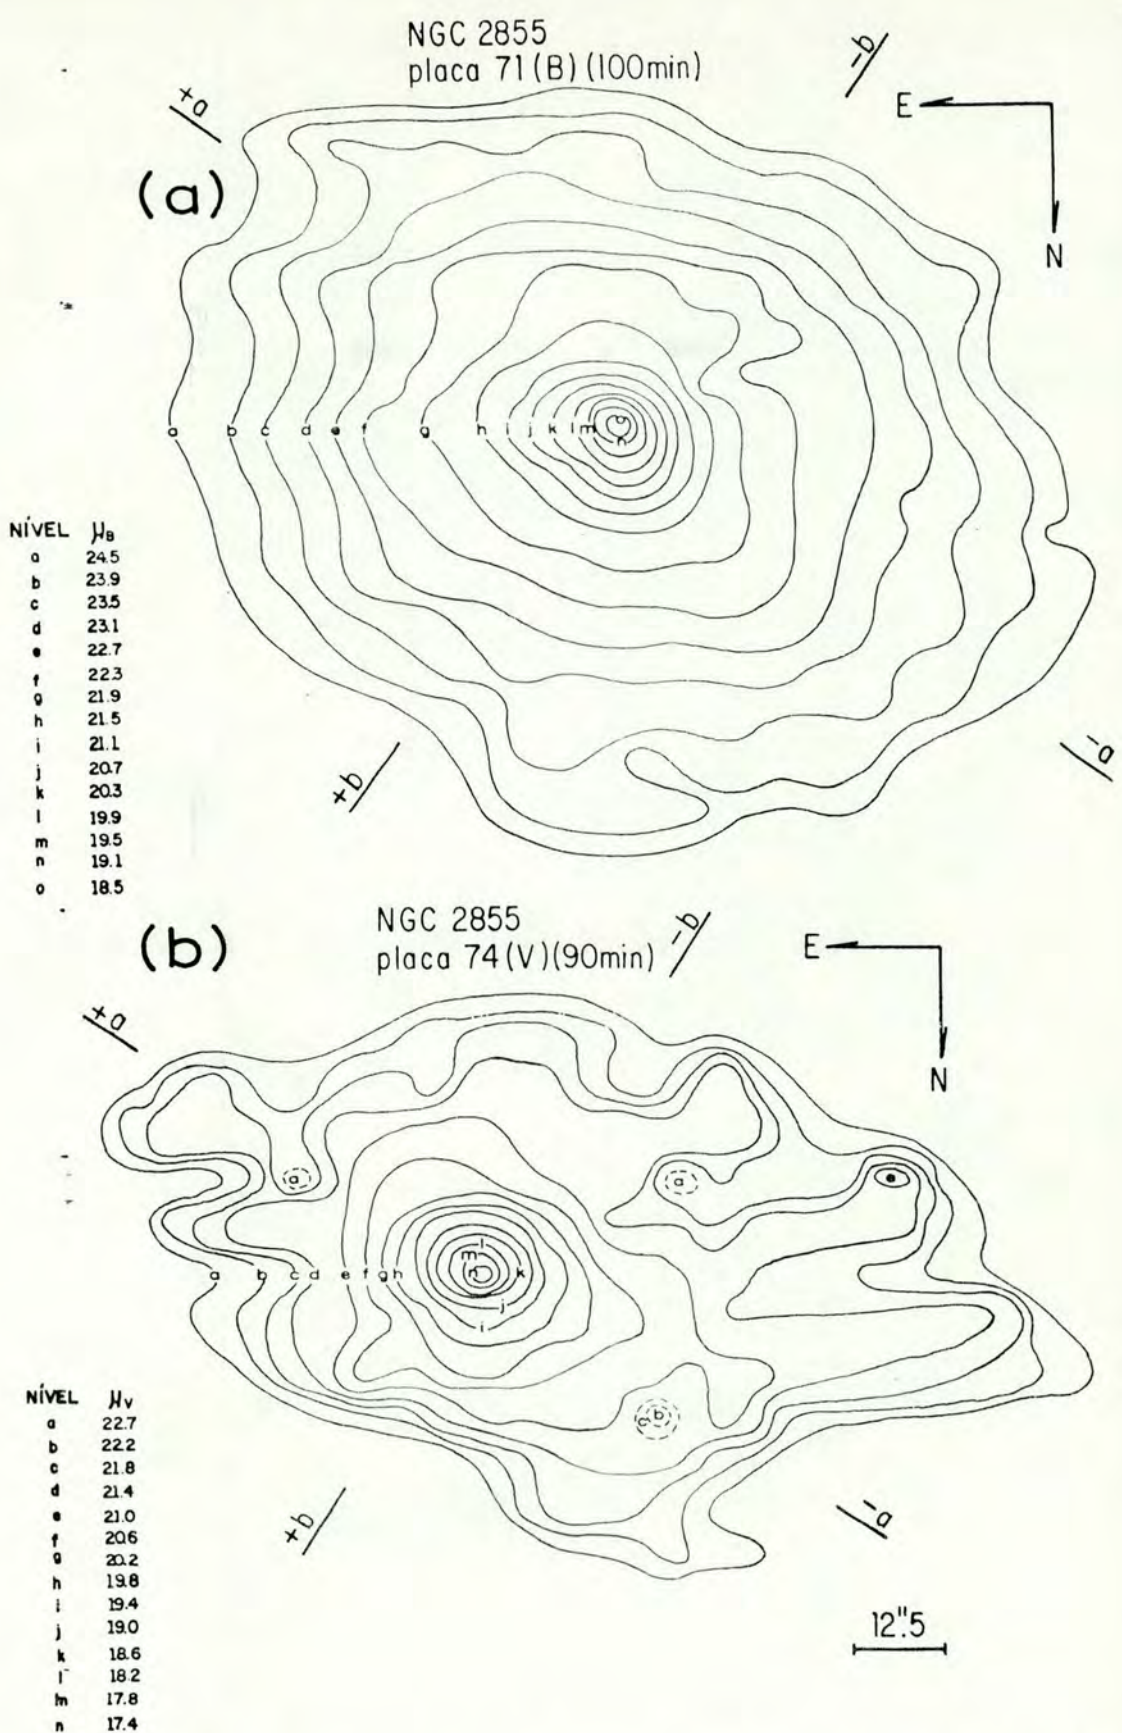 NGC 2855
placa 71(B)(100min)
-b
+a
E
(a)
N
a b c d e f g h i j k l m n o
NÍVEL μB
a 24.5
b 23.9
c 23.5
d 23.1
e 22.7
f 22.3
g 21.9
h 21.5
i 21.1
j 20.7
k 20.3
l 19.9
m 19.5
n 19.1
o 18.5
+b
-a
NGC 2855
placa 74(V)(90min)
-b
(b)
E
+a
N
a
a
e
l
m
a b c d e f g h n k
j
i
c b
NÍVEL μV
a 22.7
b 22.2
c 21.8
d 21.4
e 21.0
f 20.6
g 20.2
h 19.8
i 19.4
j 19.0
k 18.6
l 18.2
m 17.8
n 17.4
+b
-a
12".5